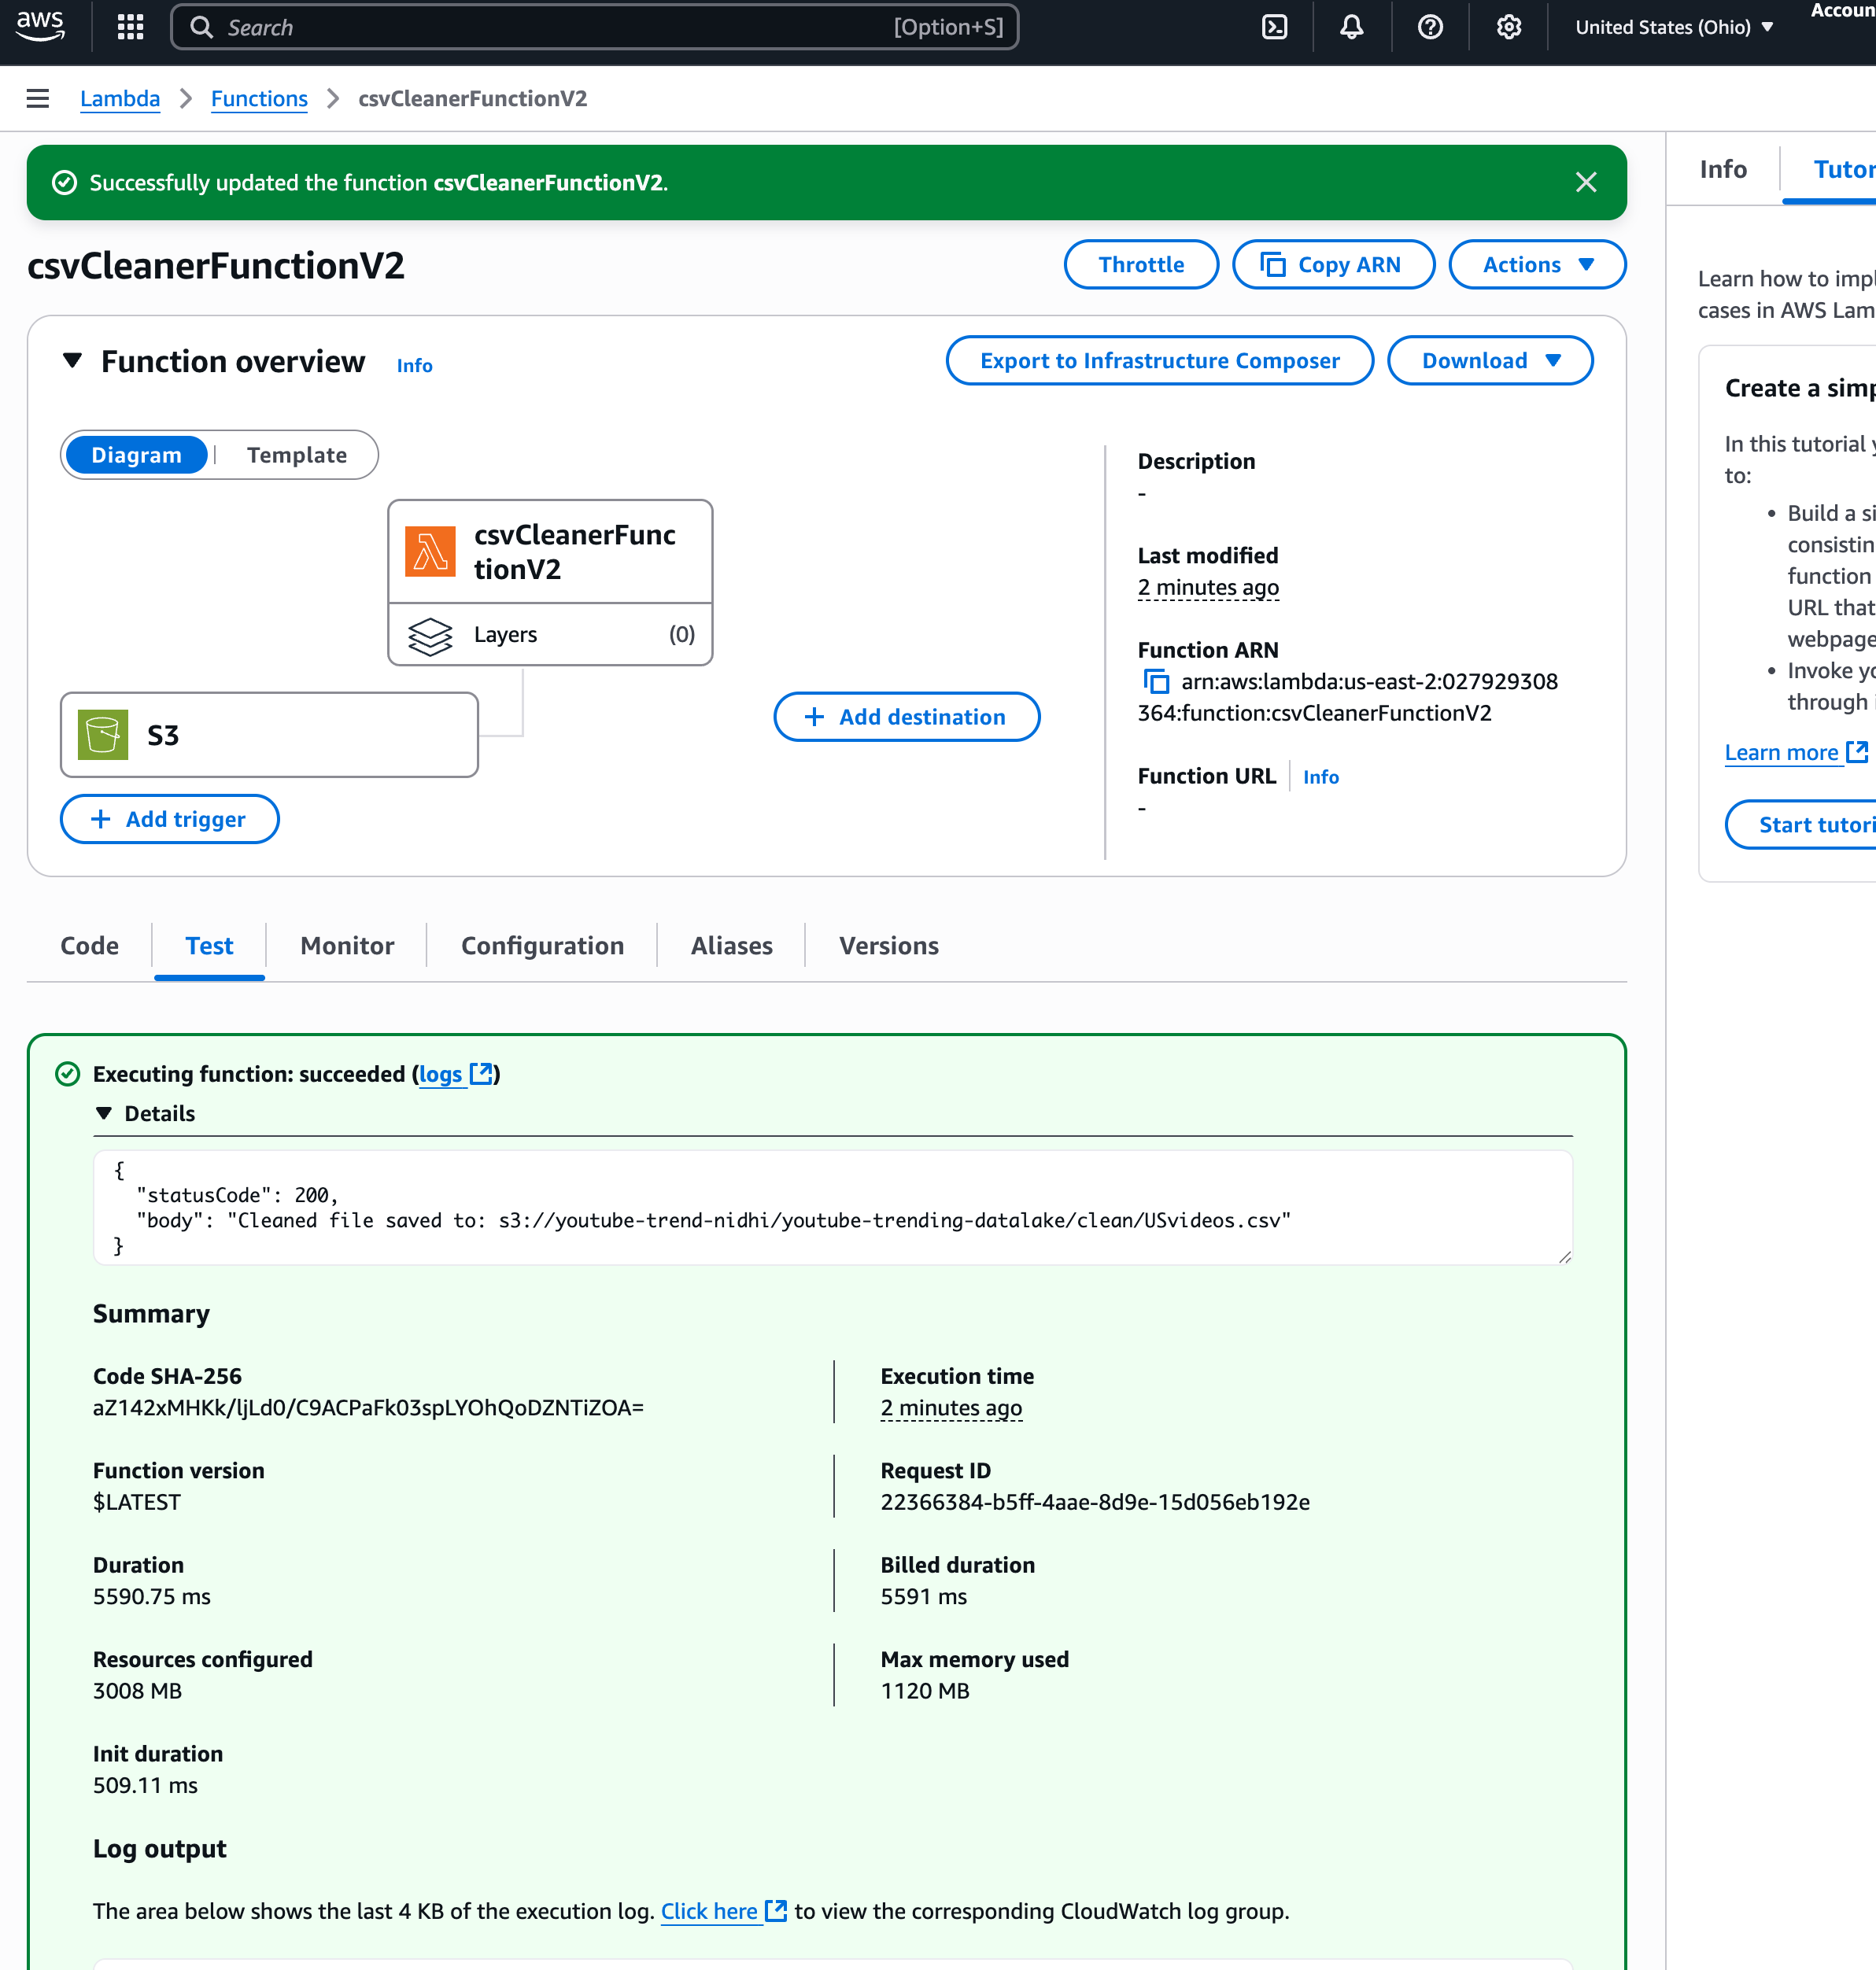 aws
Search
[Option+S]
United States (Ohio)
Accoun
Lambda
Functions
csvCleanerFunctionV2
Successfully updated the function csvCleanerFunctionV2.
csvCleanerFunctionV2
Throttle
Copy ARN
Actions
Function overview
Info
Export to Infrastructure Composer
Download
Diagram
Template
csvCleanerFunc
tionV2
Layers
(0)
S3
Add trigger
Add destination
Description
-
Last modified
2 minutes ago
Function ARN
arn:aws:lambda:us-east-2:027929308
364:function:csvCleanerFunctionV2
Function URL
Info
-
Code
Test
Monitor
Configuration
Aliases
Versions
Executing function: succeeded (logs)
Details
{
"statusCode": 200,
"body": "Cleaned file saved to: s3://youtube-trend-nidhi/youtube-trending-datalake/clean/USvideos.csv"
}
Summary
Code SHA-256
aZ142xMHKk/ljLd0/C9ACPaFk03spLYOhQoDZNTiZOA=
Execution time
2 minutes ago
Function version
$LATEST
Request ID
22366384-b5ff-4aae-8d9e-15d056eb192e
Duration
5590.75 ms
Billed duration
5591 ms
Resources configured
3008 MB
Max memory used
1120 MB
Init duration
509.11 ms
Log output
The area below shows the last 4 KB of the execution log. Click here to view the corresponding CloudWatch log group.
Info
Tutor
Learn how to impl
cases in AWS Lam
Create a simp
In this tutorial y
to:
• Build a si
consistin
function
URL that
webpage
• Invoke yo
through i
Learn more
Start tutori